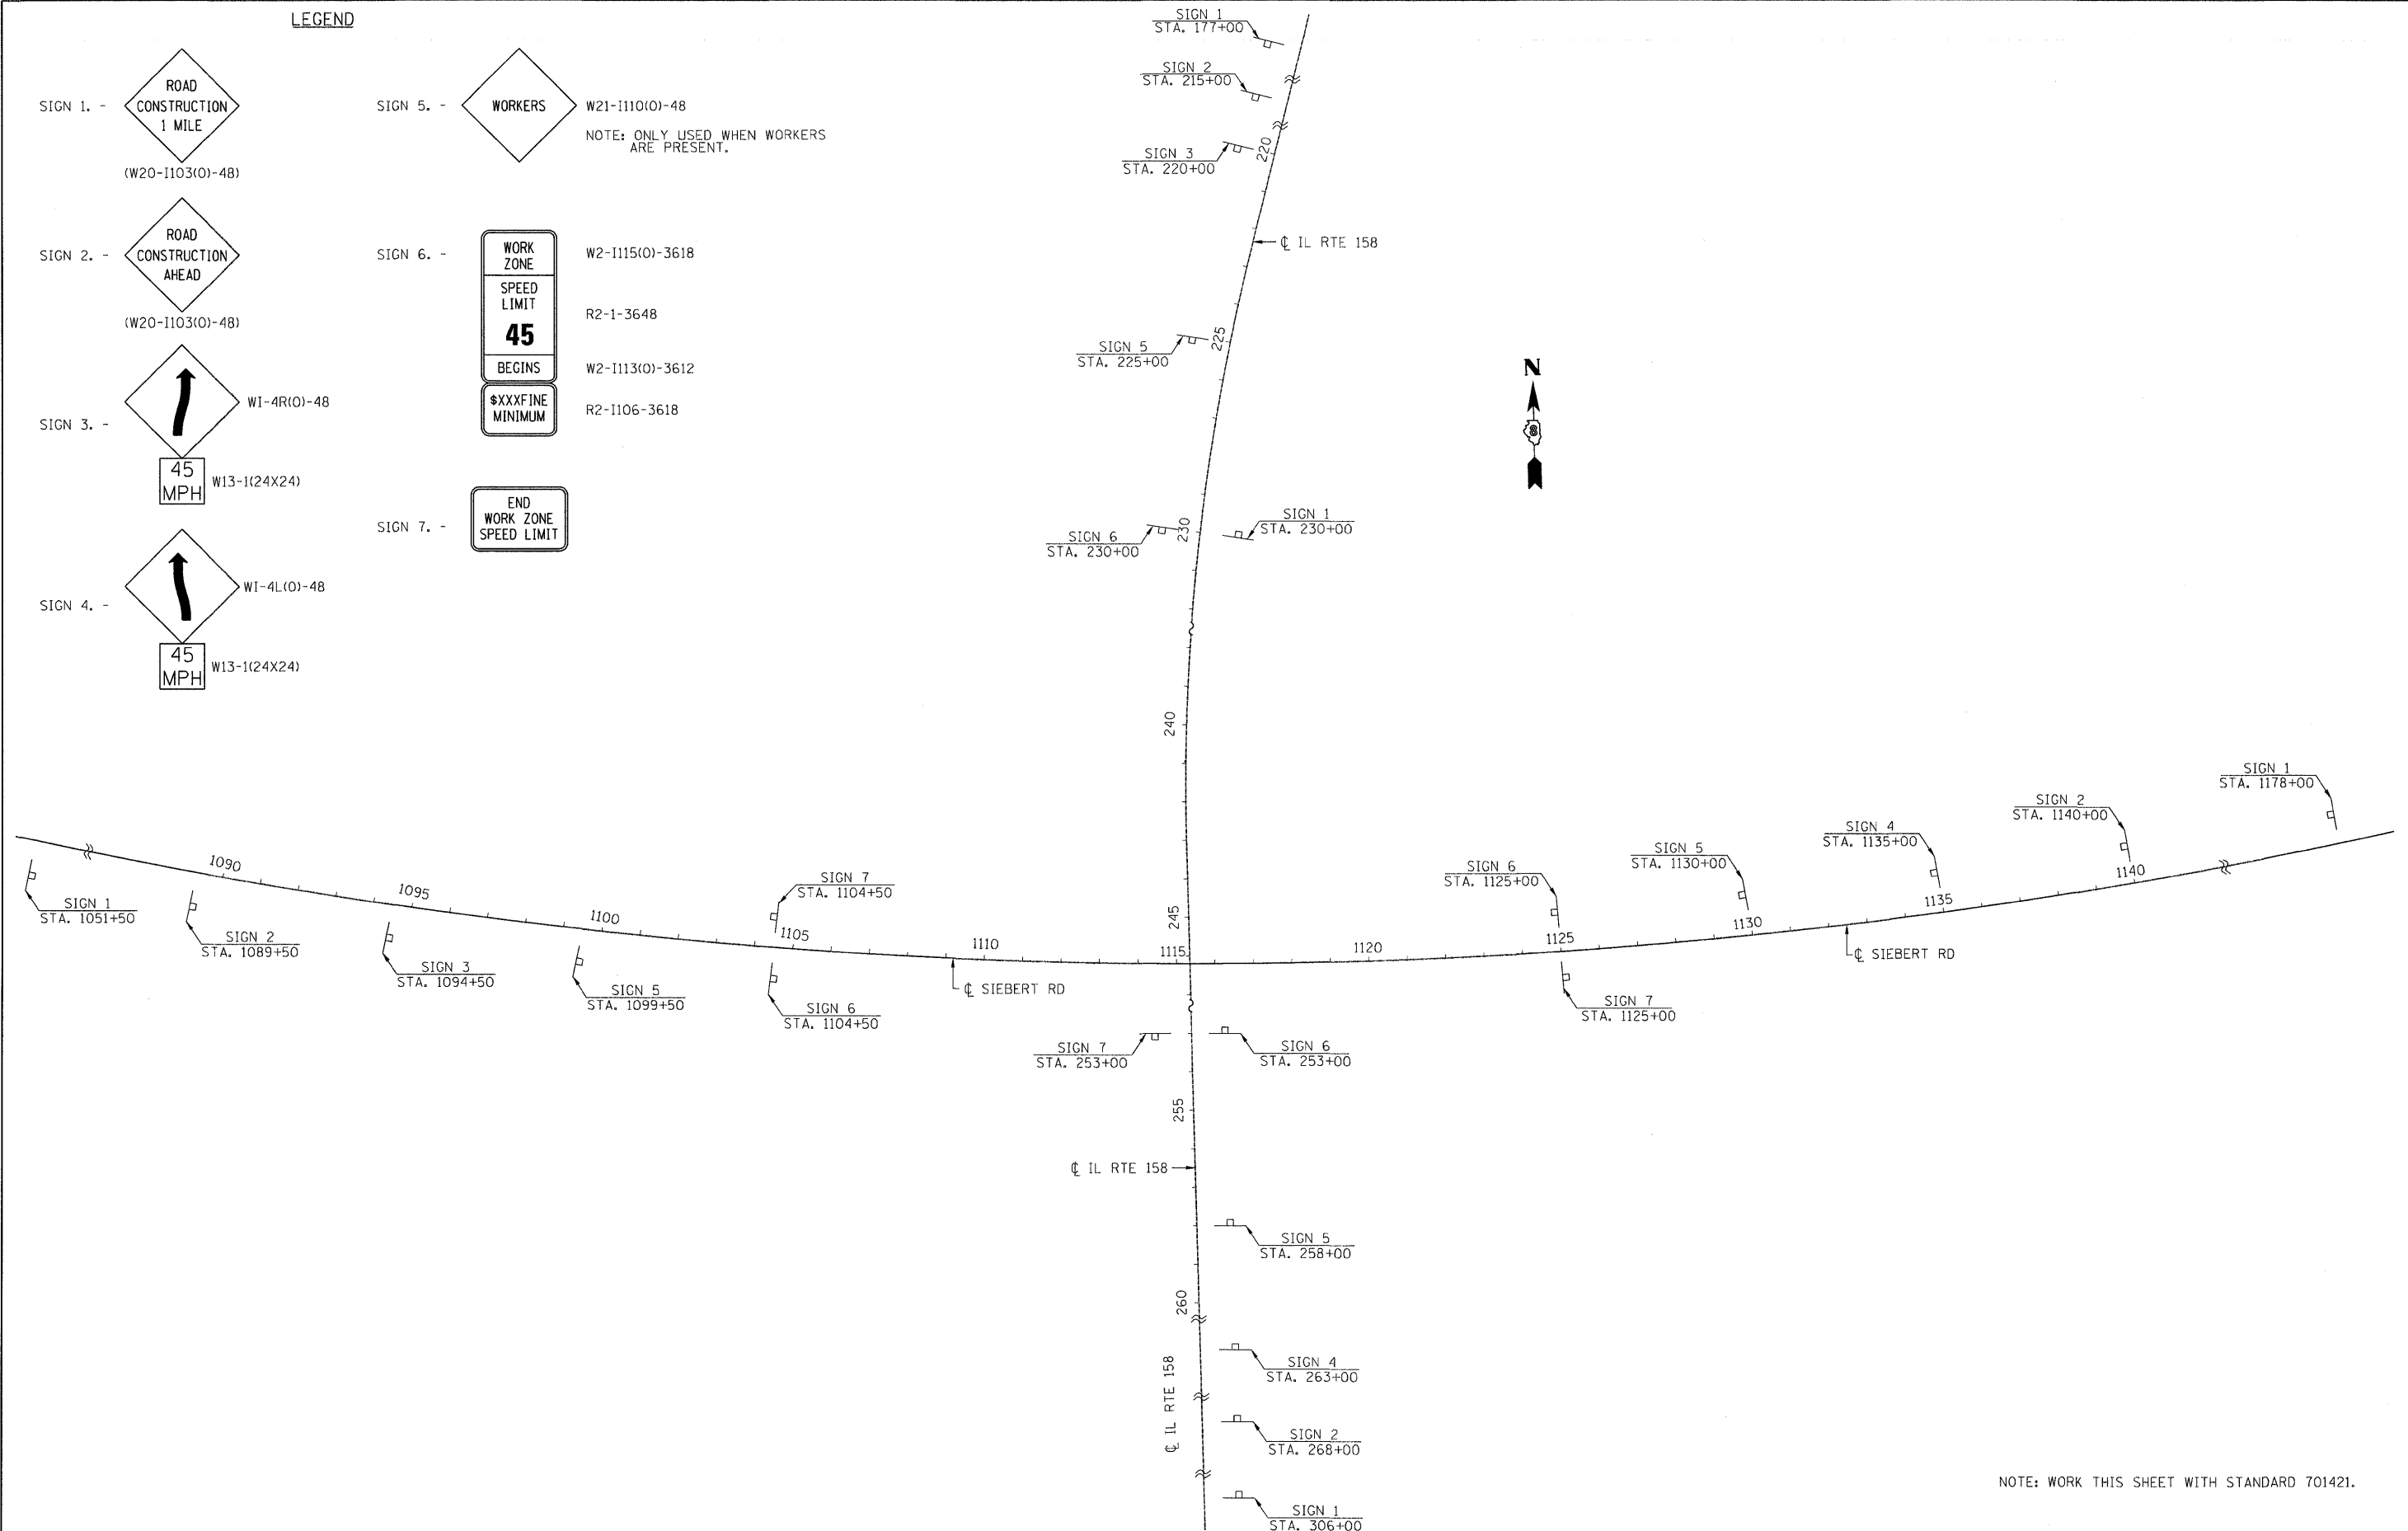 LEGEND
SIGN 1. -
ROAD
CONSTRUCTION
1 MILE
(W20-I103(O)-48)
SIGN 2. -
ROAD
CONSTRUCTION
AHEAD
(W20-I103(O)-48)
SIGN 3. -
WI-4R(O)-48
45
MPH
W13-1(24X24)
SIGN 4. -
WI-4L(O)-48
45
MPH
W13-1(24X24)
SIGN 5. -
WORKERS
W21-I110(O)-48
NOTE: ONLY USED WHEN WORKERS
ARE PRESENT.
SIGN 6. -
WORK
ZONE
W2-I115(O)-3618
SPEED
LIMIT
45
R2-1-3648
BEGINS
W2-I113(O)-3612
$XXXFINE
MINIMUM
R2-I106-3618
SIGN 7. -
END
WORK ZONE
SPEED LIMIT
SIGN 1
STA. 177+00
SIGN 2
STA. 215+00
SIGN 3
STA. 220+00
220
℄ IL RTE 158
SIGN 5
STA. 225+00
225
N
8
SIGN 6
STA. 230+00
230
SIGN 1
STA. 230+00
240
245
SIGN 1
STA. 1051+50
1090
SIGN 2
STA. 1089+50
1095
SIGN 3
STA. 1094+50
1100
SIGN 5
STA. 1099+50
SIGN 7
STA. 1104+50
1105
SIGN 6
STA. 1104+50
1110
℄ SIEBERT RD
1115
1120
SIGN 6
STA. 1125+00
1125
SIGN 7
STA. 1125+00
SIGN 5
STA. 1130+00
1130
℄ SIEBERT RD
SIGN 4
STA. 1135+00
1135
SIGN 2
STA. 1140+00
1140
SIGN 1
STA. 1178+00
SIGN 7
STA. 253+00
SIGN 6
STA. 253+00
255
℄ IL RTE 158
SIGN 5
STA. 258+00
260
SIGN 4
STA. 263+00
℄ IL RTE 158
SIGN 2
STA. 268+00
SIGN 1
STA. 306+00
NOTE: WORK THIS SHEET WITH STANDARD 701421.